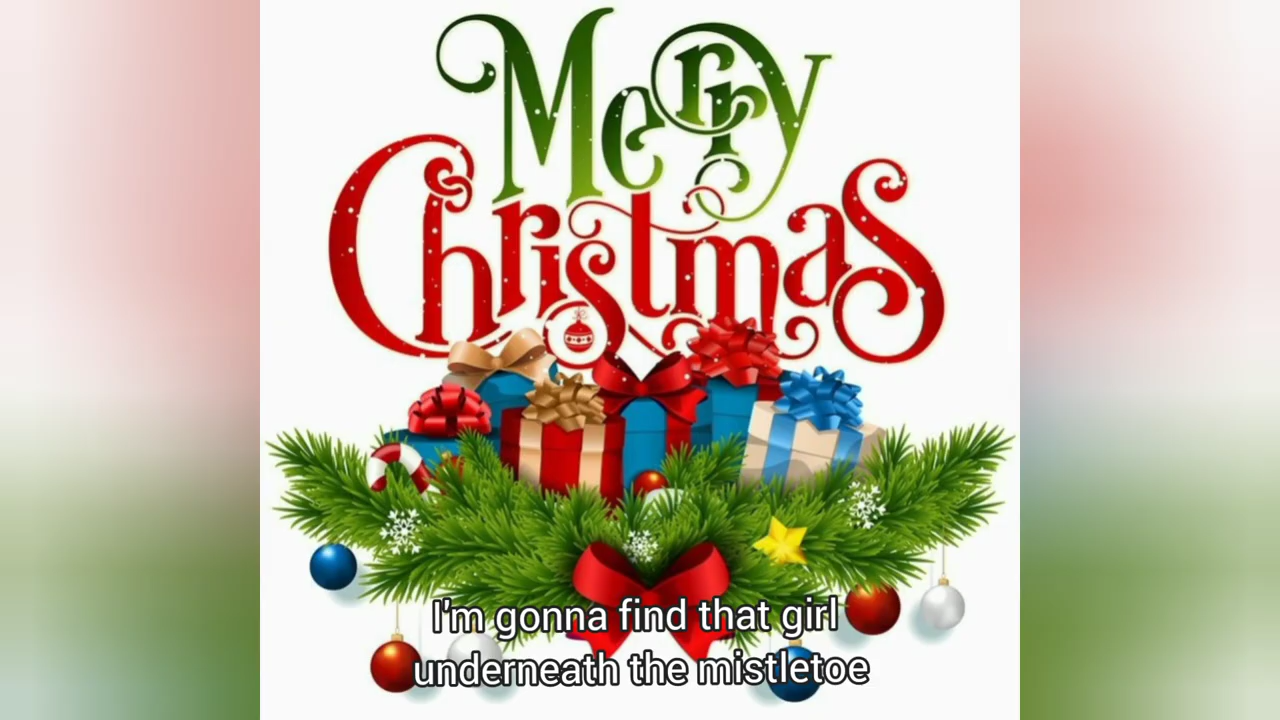 Merry
Christmas
I'm gonna find that girl
underneath the mistletoe